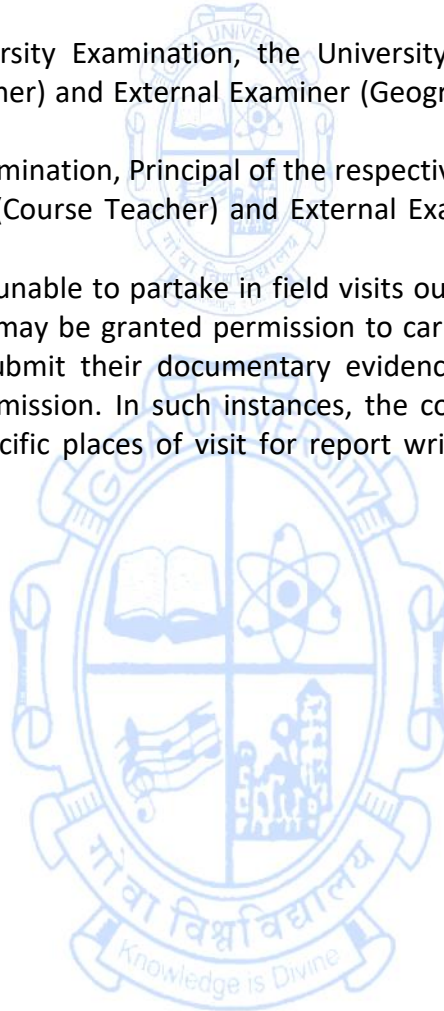 rsity Examination, the University
ner) and External Examiner (Geogr
mination, Principal of the respectiv
(Course Teacher) and External Exa
unable to partake in field visits ou
may be granted permission to car
ubmit their documentary evidenc
mission. In such instances, the co
cific places of visit for report wri
GOA UNIVERSITY
गोंवा विश्वविद्यालय
Knowledge is Divine